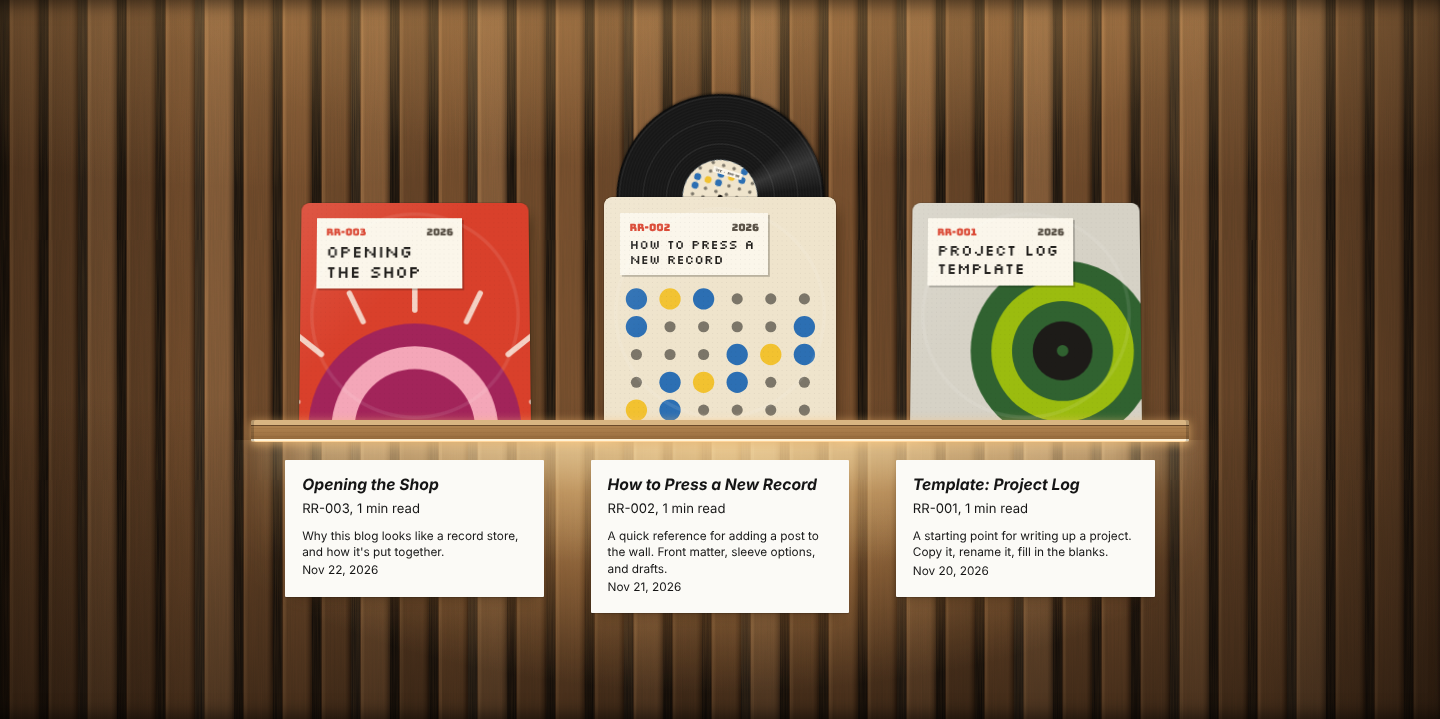 RR-003 2026
OPENING
THE SHOP
RR-002 2026
HOW TO PRESS A
NEW RECORD
RR-001 2026
PROJECT LOG
TEMPLATE
Opening the Shop
RR-003, 1 min read
Why this blog looks like a record store,
and how it's put together.
Nov 22, 2026
How to Press a New Record
RR-002, 1 min read
A quick reference for adding a post to
the wall. Front matter, sleeve options,
and drafts.
Nov 21, 2026
Template: Project Log
RR-001, 1 min read
A starting point for writing up a project.
Copy it, rename it, fill in the blanks.
Nov 20, 2026